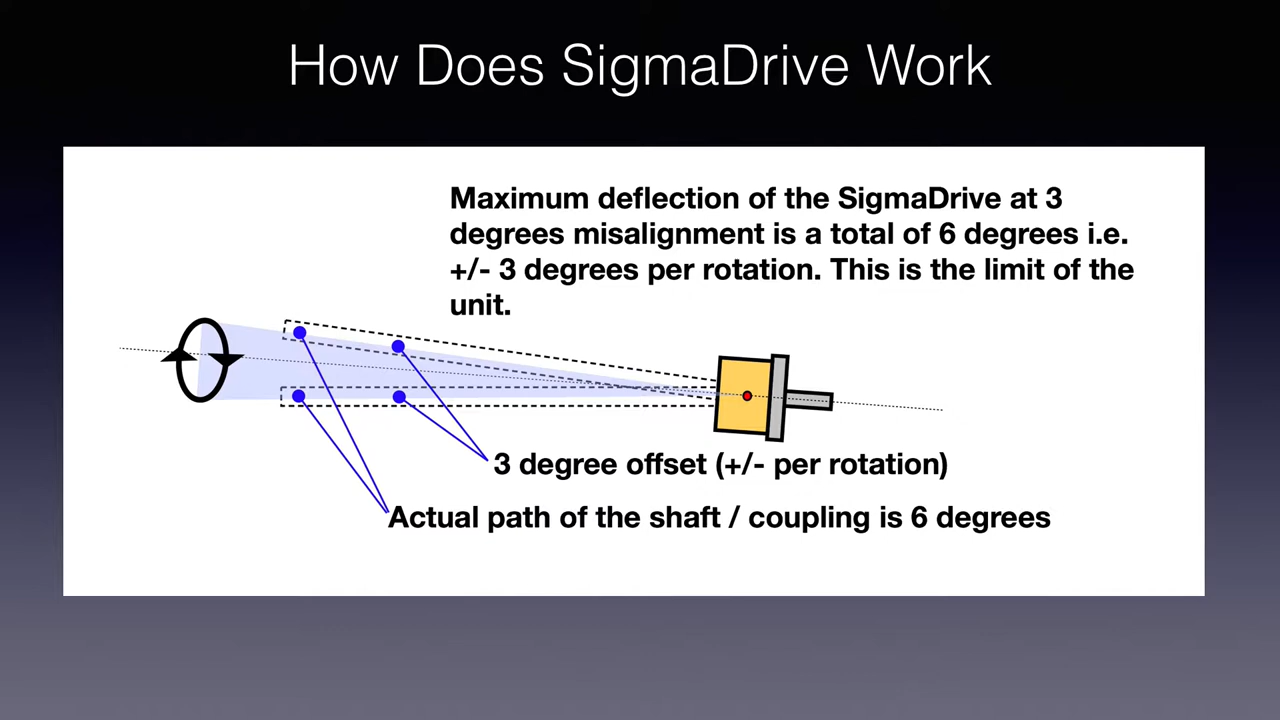 How Does SigmaDrive Work
Maximum deflection of the SigmaDrive at 3
degrees misalignment is a total of 6 degrees i.e.
+/- 3 degrees per rotation. This is the limit of the
unit.
3 degree offset (+/- per rotation)
Actual path of the shaft / coupling is 6 degrees